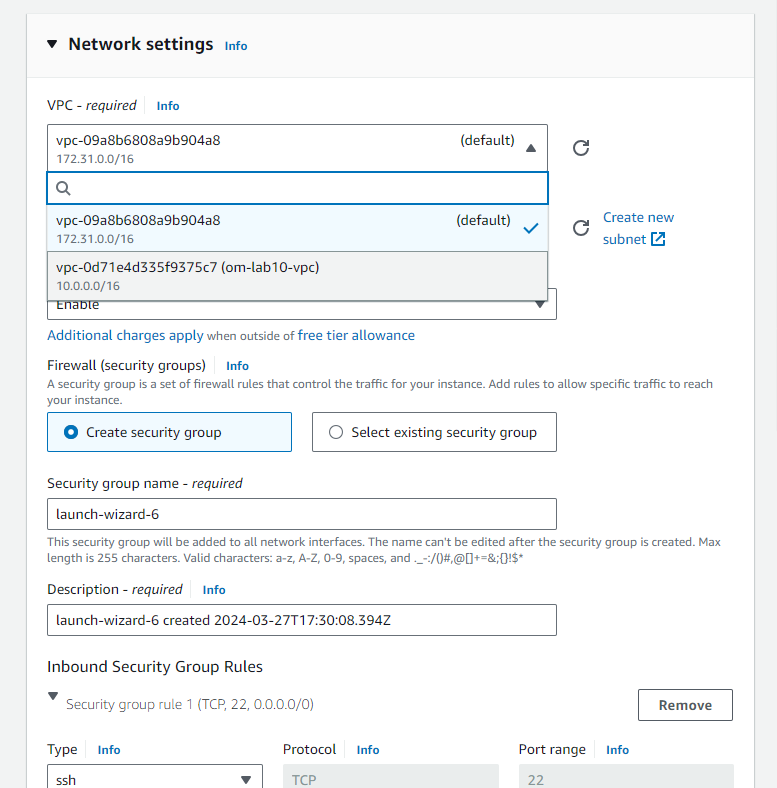 Network settings Info
VPC - required Info
vpc-09a8b6808a9b904a8 (default)
172.31.0.0/16
vpc-09a8b6808a9b904a8 (default)
172.31.0.0/16
Create new
subnet
vpc-0d71e4d335f9375c7 (om-lab10-vpc)
10.0.0.0/16
Enable
Additional charges apply when outside of free tier allowance
Firewall (security groups) Info
A security group is a set of firewall rules that control the traffic for your instance. Add rules to allow specific traffic to reach
your instance.
Create security group Select existing security group
Security group name - required
launch-wizard-6
This security group will be added to all network interfaces. The name can't be edited after the security group is created. Max
length is 255 characters. Valid characters: a-z, A-Z, 0-9, spaces, and ._-:/()#,@[]+=&;{}!$*
Description - required Info
launch-wizard-6 created 2024-03-27T17:30:08.394Z
Inbound Security Group Rules
Security group rule 1 (TCP, 22, 0.0.0.0/0) Remove
Type Info Protocol Info Port range Info
ssh TCP 22